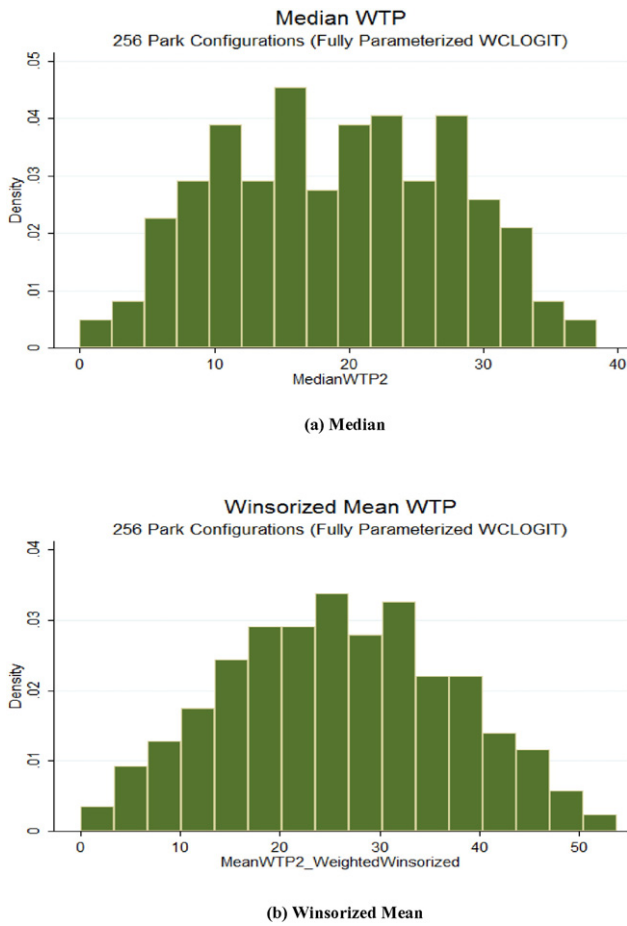 Median WTP
256 Park Configurations (Fully Parameterized WCLOGIT)
.05
.04
.03
.02
.01
0
Density
0 10 20 30 40
MedianWTP2
(a) Median
Winsorized Mean WTP
256 Park Configurations (Fully Parameterized WCLOGIT)
.04
.03
.02
.01
0
Density
0 10 20 30 40 50
MeanWTP2_WeightedWinsorized
(b) Winsorized Mean